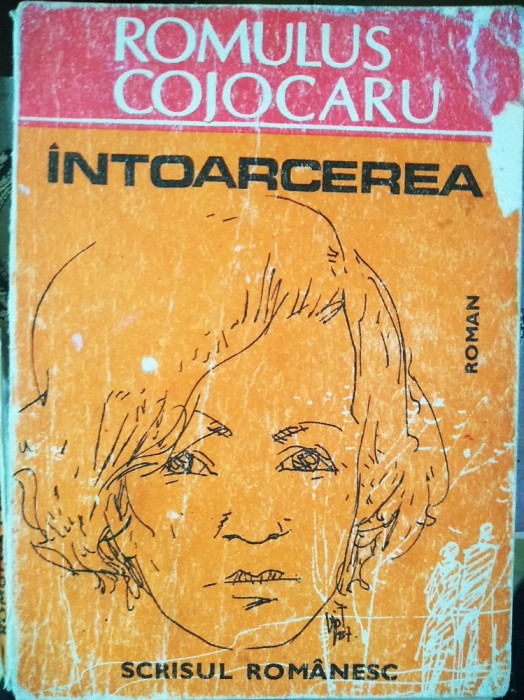 ROMULUS
COJOCARU
ÎNTOARCEREA
ROMAN
SCRISUL ROMÂNESC